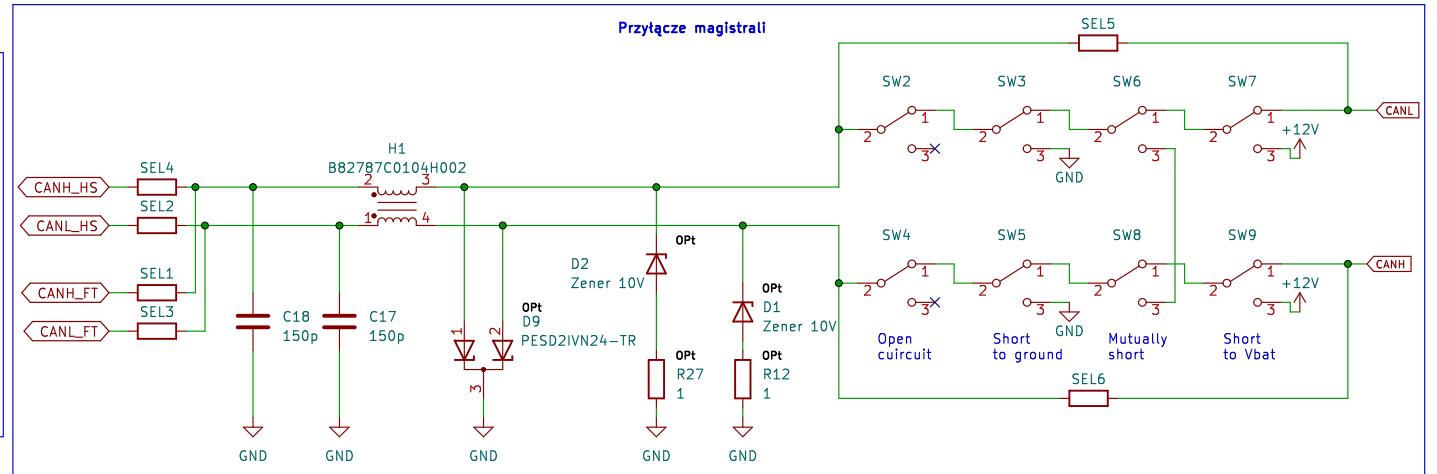 Przyłącze magistrali
SEL5
SW2
SW3
SW6
SW7
1
2
3
1
2
3
1
2
3
1
2
3
CANL
+12V
GND
H1
B82787C0104H002
2
3
1
4
SEL4
CANH_HS
SEL2
CANL_HS
SEL1
CANH_FT
SEL3
CANL_FT
C18
150p
C17
150p
OPt
D9
PESD2IVN24-TR
1
2
3
OPt
D2
Zener 10V
OPt
D1
Zener 10V
OPt
R27
1
OPt
R12
1
GND
GND
GND
GND
GND
SW4
SW5
SW8
SW9
1
2
3
1
2
3
1
2
3
1
2
3
CANH
+12V
GND
Open
cuircuit
Short
to ground
Mutually
short
Short
to Vbat
SEL6